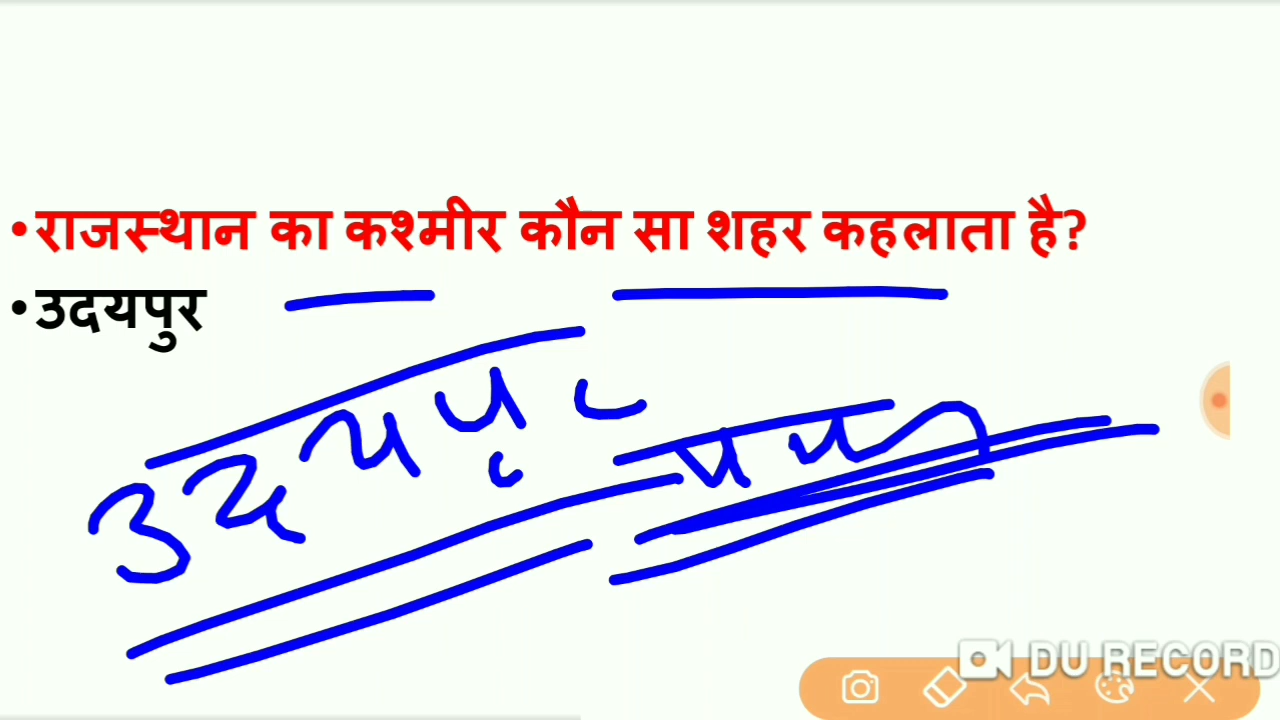 •राजस्थान का कश्मीर कौन सा शहर कहलाता है?
•उदयपुर
उदयपुर
DU RECORD